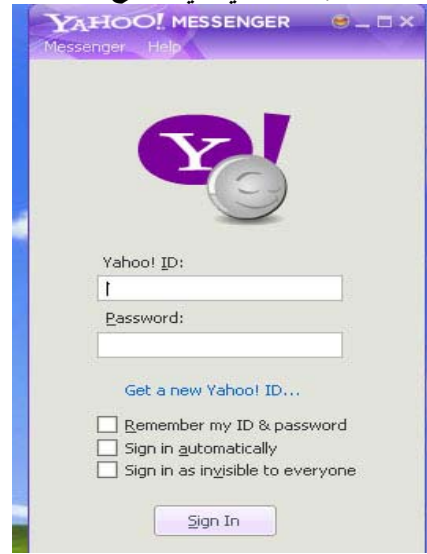 YAHOO! MESSENGER
Messenger Help
Y!
Yahoo! ID:
Password:
Get a new Yahoo! ID...
Remember my ID & password
Sign in automatically
Sign in as invisible to everyone
Sign In